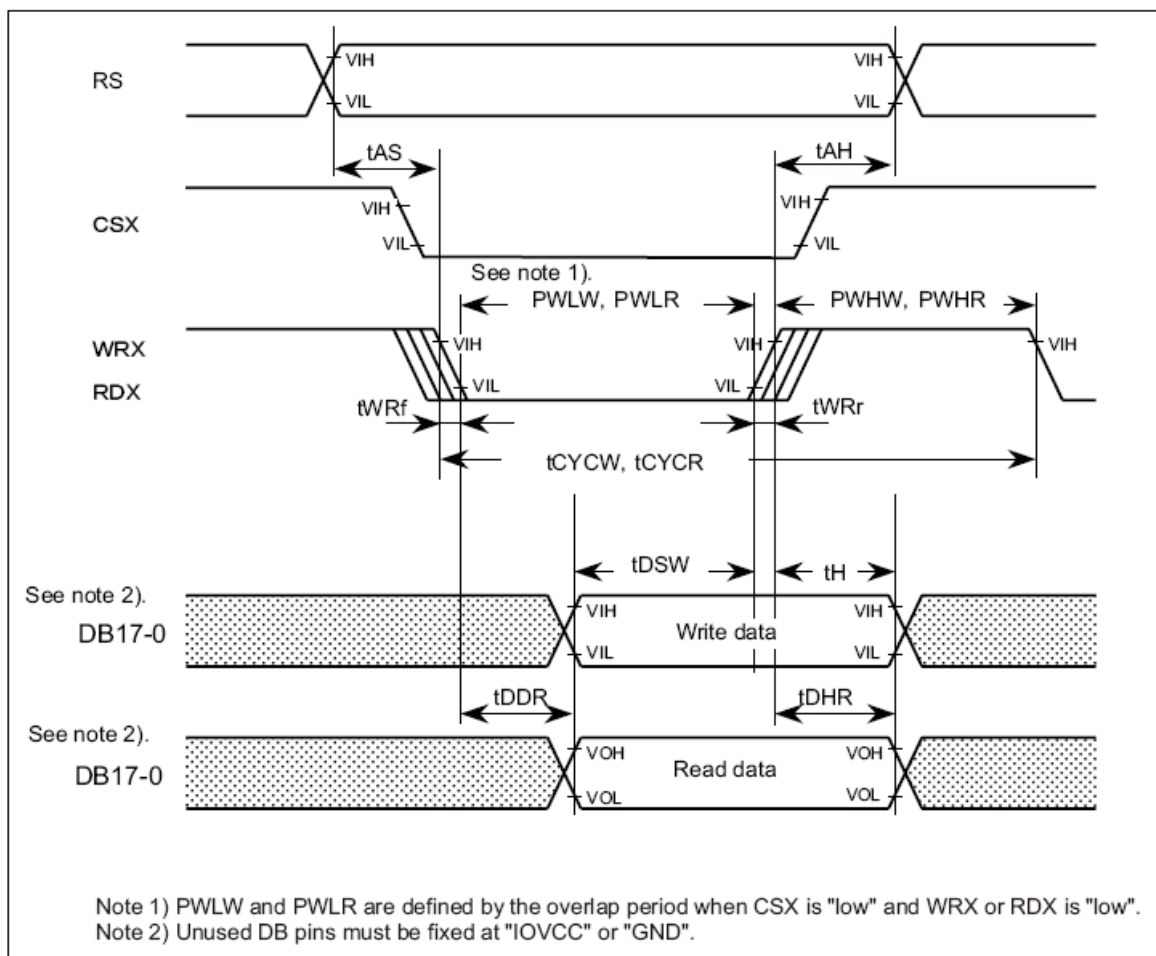 RS
VIH
VIH
VIL
VIL
tAS
tAH
CSX
VIH
VIH
VIL
VIL
See note 1).
PWLW, PWLR
PWHW, PWHR
WRX
VIH
VIH
VIH
RDX
VIL
VIL
tWRf
tWRr
tCYCW, tCYCR
tDSW
tH
See note 2).
DB17-0
VIH
VIH
Write data
VIL
VIL
tDDR
tDHR
See note 2).
DB17-0
VOH
VOH
Read data
VOL
VOL
Note 1) PWLW and PWLR are defined by the overlap period when CSX is "low" and WRX or RDX is "low".
Note 2) Unused DB pins must be fixed at "IOVCC" or "GND".